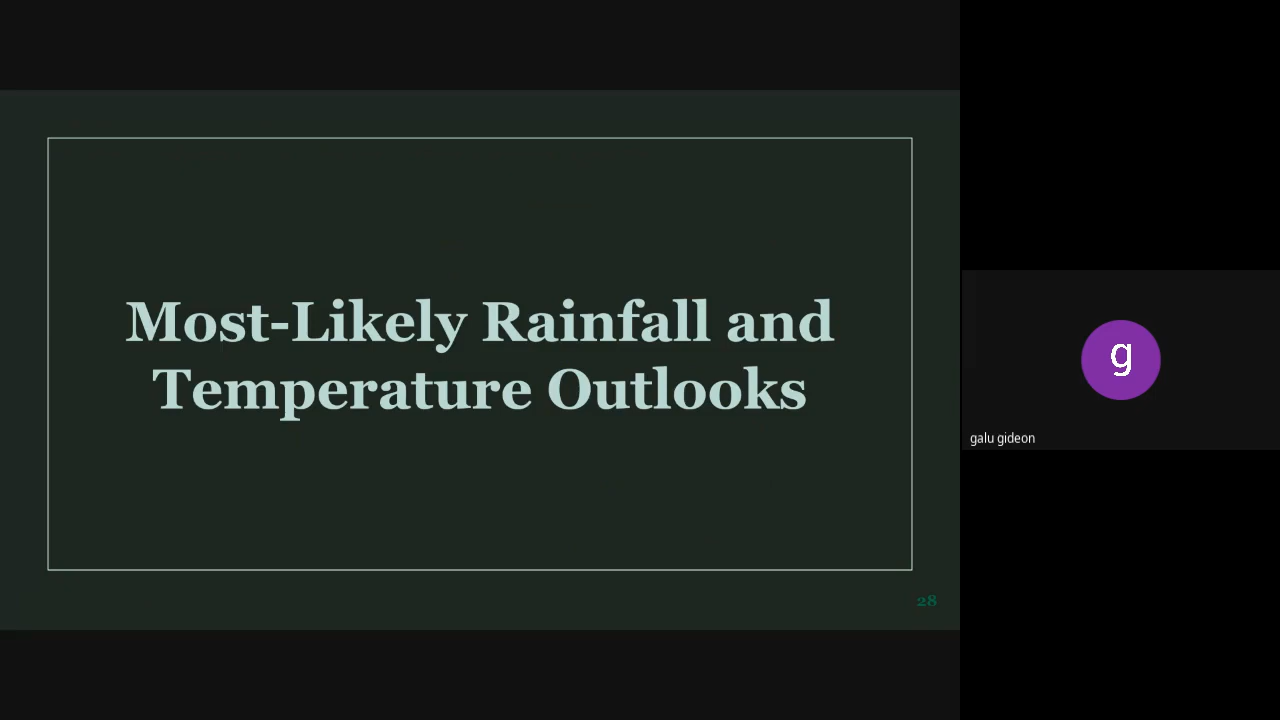 Most-Likely Rainfall and
Temperature Outlooks
28
g
galu gideon